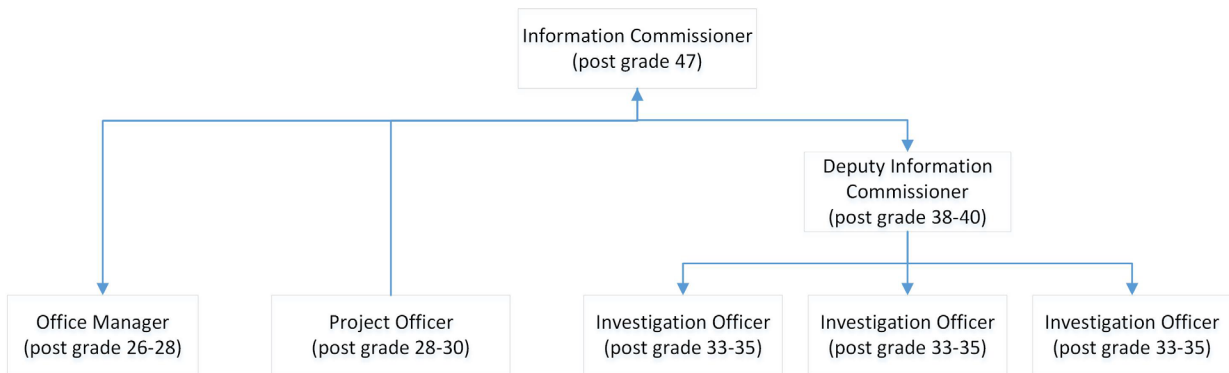 Information Commissioner
(post grade 47)
Deputy Information
Commissioner
(post grade 38-40)
Office Manager
(post grade 26-28)
Project Officer
(post grade 28-30)
Investigation Officer
(post grade 33-35)
Investigation Officer
(post grade 33-35)
Investigation Officer
(post grade 33-35)